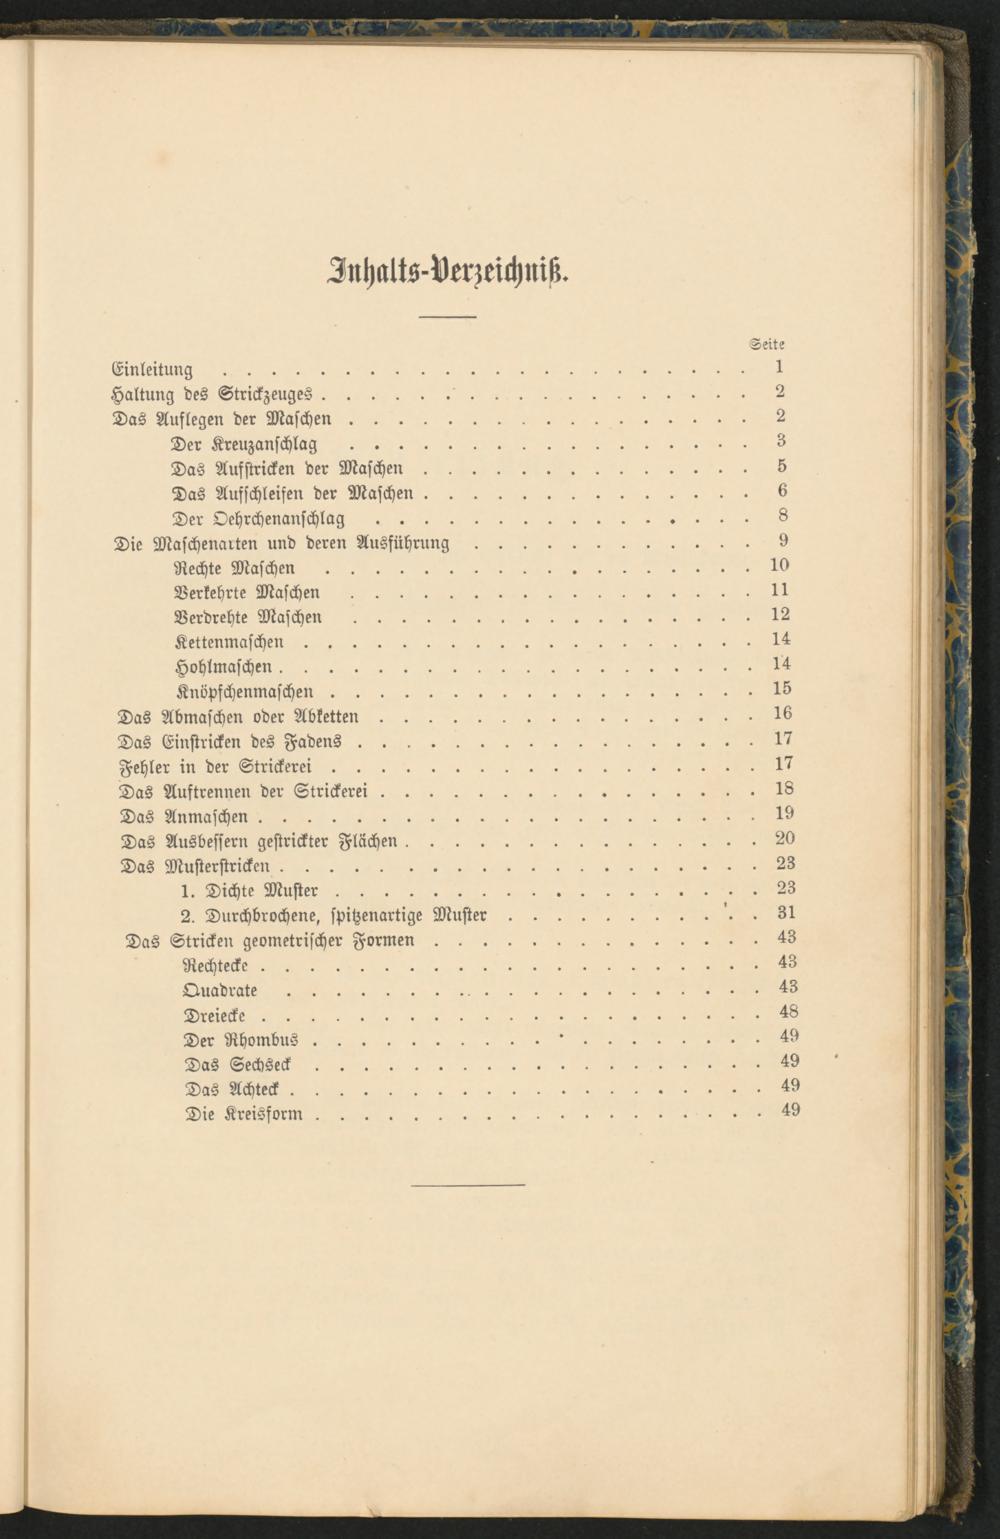 Inhalts-Verzeichniß.
Seite
Einleitung . . . . . . . . . . . . . . . . . . . . . . 1
Haltung des Strickzeuges . . . . . . . . . . . . . . . . . . 2
Das Auflegen der Maschen . . . . . . . . . . . . . . . . . 2
Der Kreuzanschlag . . . . . . . . . . . . . . . . . 3
Das Aufstricken der Maschen . . . . . . . . . . . . . . 5
Das Aufschleifen der Maschen . . . . . . . . . . . . . . 6
Der Oehrchenanschlag . . . . . . . . . . . . . . . . 8
Die Maschenarten und deren Ausführung . . . . . . . . . . . . 9
Rechte Maschen . . . . . . . . . . . . . . . . . . 10
Verkehrte Maschen . . . . . . . . . . . . . . . . . 11
Verdrehte Maschen . . . . . . . . . . . . . . . . . 12
Kettenmaschen . . . . . . . . . . . . . . . . . . . 14
Hohlmaschen . . . . . . . . . . . . . . . . . . . . 14
Knöpfchenmaschen . . . . . . . . . . . . . . . . . . 15
Das Abmaschen oder Abketten . . . . . . . . . . . . . . . . 16
Das Einstricken des Fadens . . . . . . . . . . . . . . . . . 17
Fehler in der Strickerei . . . . . . . . . . . . . . . . . . 17
Das Auftrennen der Strickerei . . . . . . . . . . . . . . . . 18
Das Anmaschen . . . . . . . . . . . . . . . . . . . . . 19
Das Ausbessern gestrickter Flächen . . . . . . . . . . . . . . . 20
Das Musterstricken . . . . . . . . . . . . . . . . . . . . 23
1. Dichte Muster . . . . . . . . . . . . . . . . . . 23
2. Durchbrochene, spitzenartige Muster . . . . . . . . . . . 31
Das Stricken geometrischer Formen . . . . . . . . . . . . . . 43
Rechtecke . . . . . . . . . . . . . . . . . . . . . 43
Quadrate . . . . . . . . . . . . . . . . . . . . 43
Dreiecke . . . . . . . . . . . . . . . . . . . . . 48
Der Rhombus . . . . . . . . . . . . . . . . . . . 49
Das Sechseck . . . . . . . . . . . . . . . . . . . 49
Das Achteck . . . . . . . . . . . . . . . . . . . . 49
Die Kreisform . . . . . . . . . . . . . . . . . . . 49